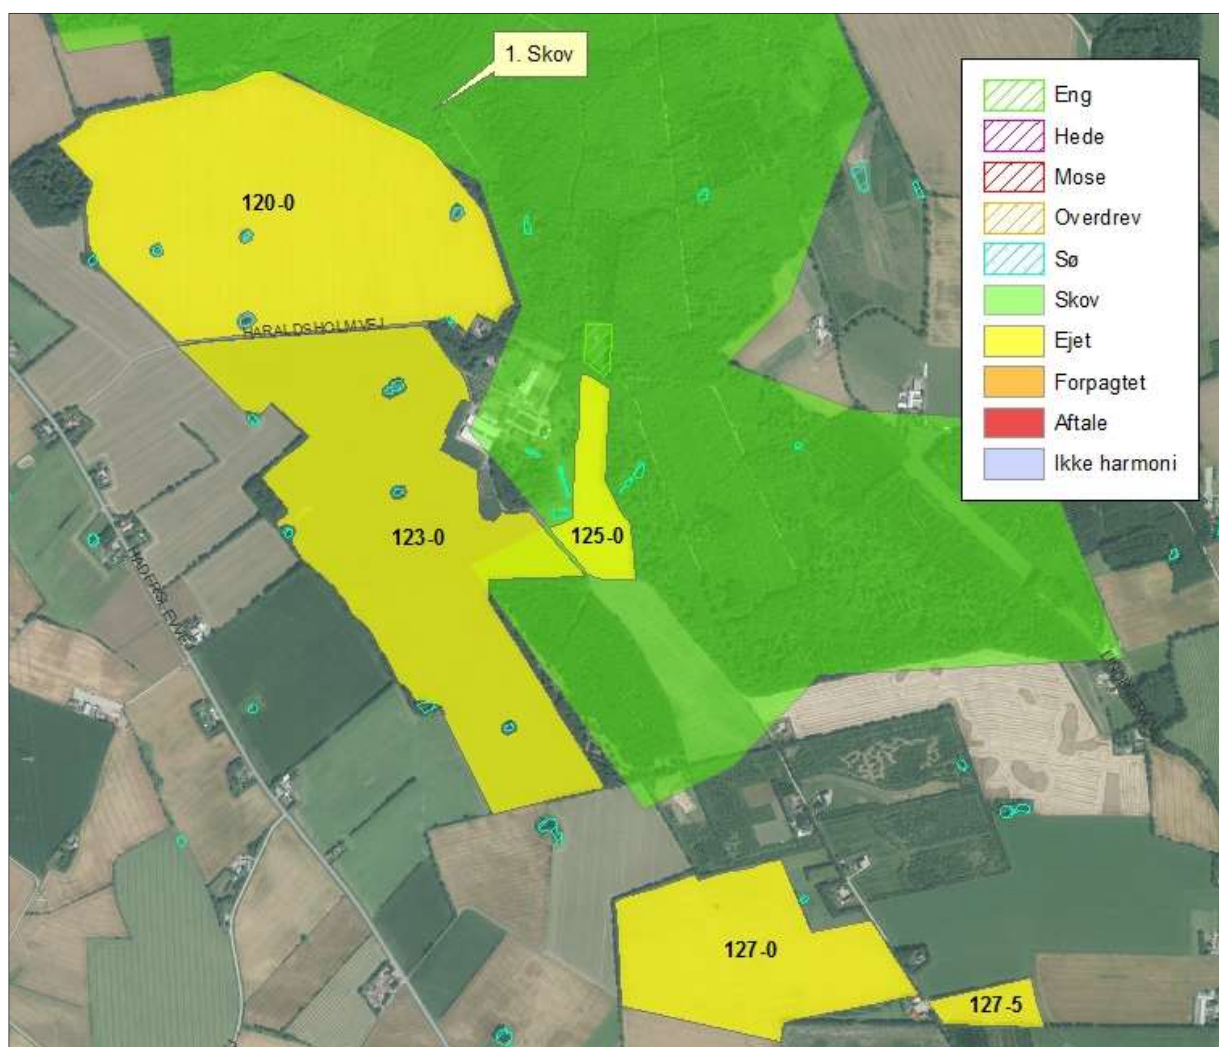 1. Skov
Eng
Hede
Mose
Overdrev
Sø
Skov
Ejet
Forpagtet
Aftale
Ikke harmoni
120-0
HARALDSHOLMVEJ
123-0
125-0
HADERSLEVVEJ
127-0
127-5